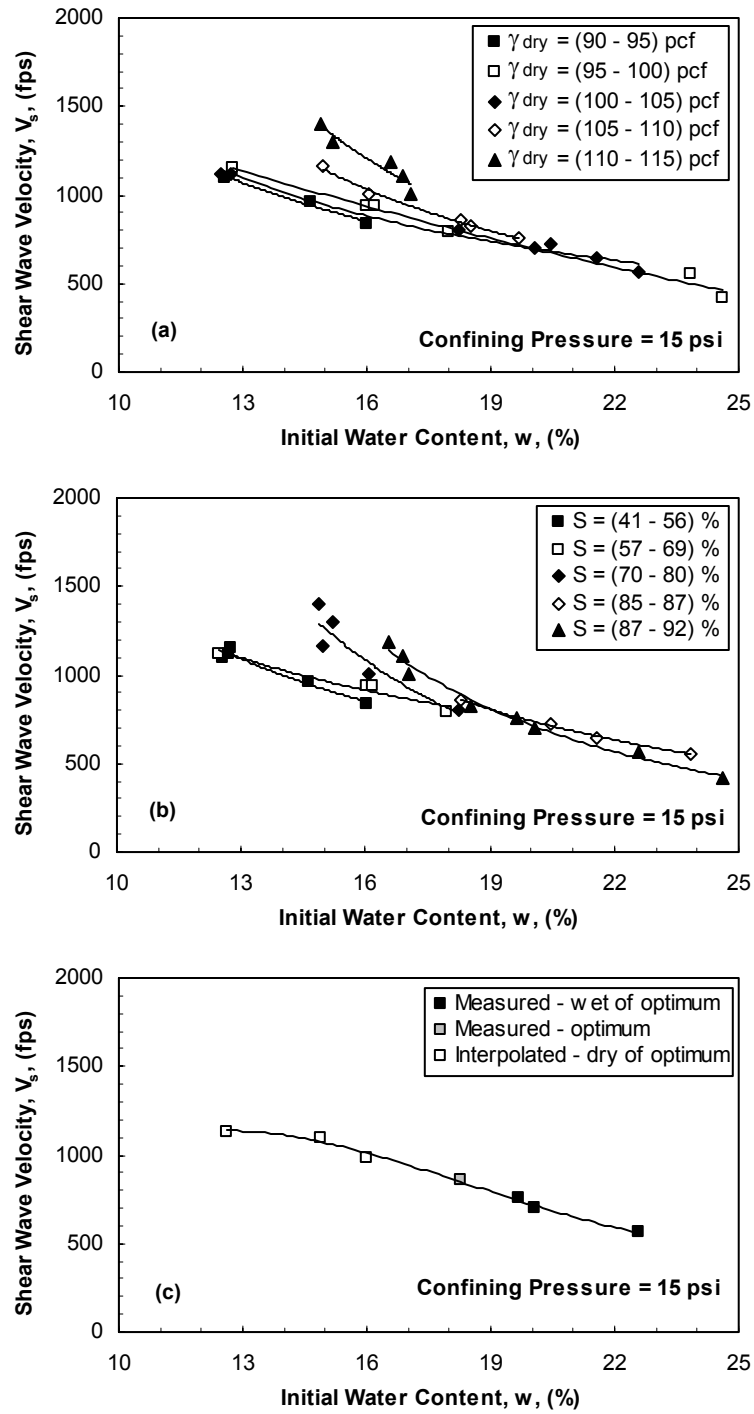 2000
1500
1000
500
0
Shear Wave Velocity, Vs, (fps)
γ dry = (90 - 95) pcf
γ dry = (95 - 100) pcf
γ dry = (100 - 105) pcf
γ dry = (105 - 110) pcf
γ dry = (110 - 115) pcf
(a)
Confining Pressure = 15 psi
10 13 16 19 22 25
Initial Water Content, w, (%)
2000
1500
1000
500
0
Shear Wave Velocity, Vs, (fps)
S = (41 - 56) %
S = (57 - 69) %
S = (70 - 80) %
S = (85 - 87) %
S = (87 - 92) %
(b)
Confining Pressure = 15 psi
10 13 16 19 22 25
Initial Water Content, w, (%)
2000
1500
1000
500
0
Shear Wave Velocity, Vs, (fps)
Measured - wet of optimum
Measured - optimum
Interpolated - dry of optimum
(c)
Confining Pressure = 15 psi
10 13 16 19 22 25
Initial Water Content, w, (%)